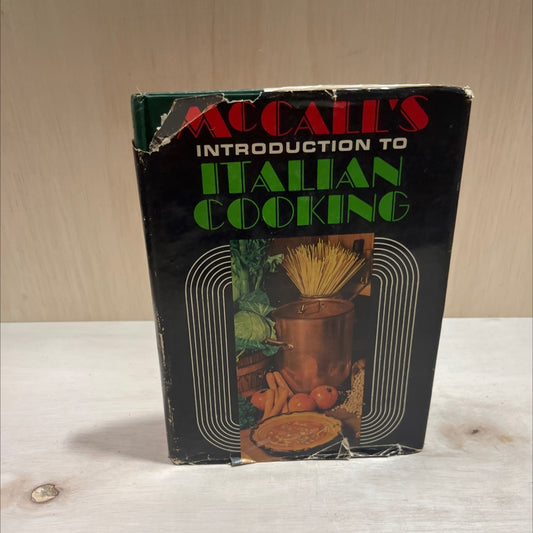 McCALL'S
INTRODUCTION TO
ITALIAN
COOKING